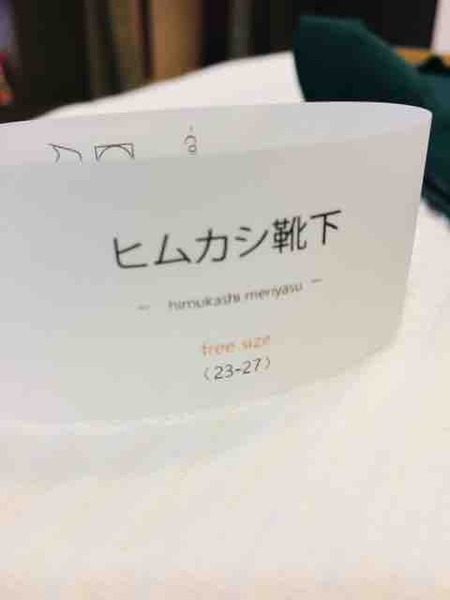 ヒムカシ靴下
— himukashi meriyasu —
free size
(23-27)